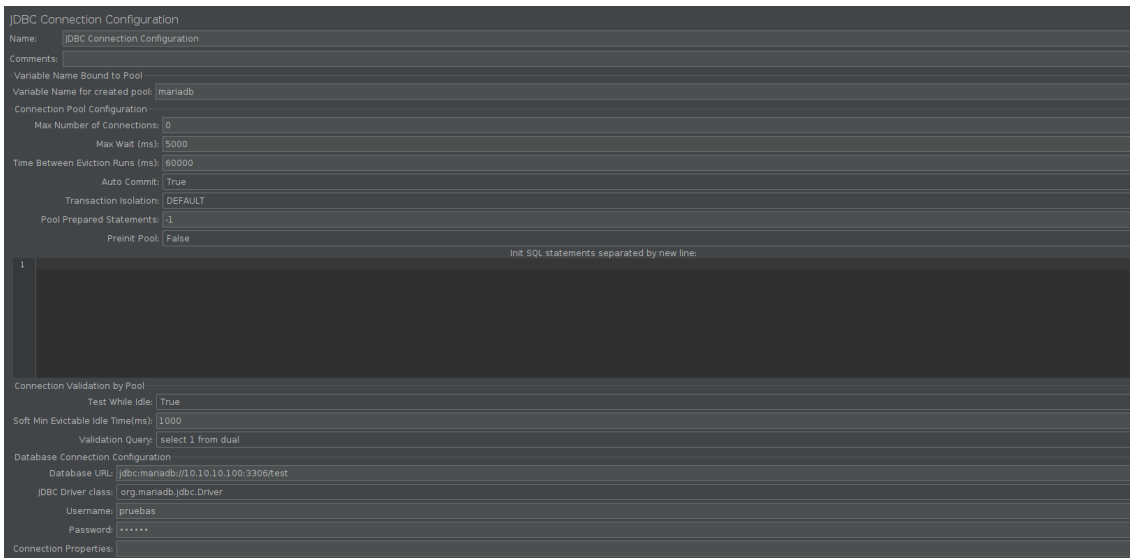 JDBC Connection Configuration
Name: JDBC Connection Configuration
Comments:
Variable Name Bound to Pool
Variable Name for created pool: mariadb
Connection Pool Configuration
Max Number of Connections: 0
Max Wait (ms): 5000
Time Between Eviction Runs (ms): 60000
Auto Commit: True
Transaction Isolation: DEFAULT
Pool Prepared Statements: -1
Preinit Pool: False
Init SQL statements separated by new line:
1
Connection Validation by Pool
Test While Idle: True
Soft Min Evictable Idle Time(ms): 1000
Validation Query: select 1 from dual
Database Connection Configuration
Database URL: jdbc:mariadb://10.10.10.100:3306/test
JDBC Driver class: org.mariadb.jdbc.Driver
Username: pruebas
Password: ••••••
Connection Properties: